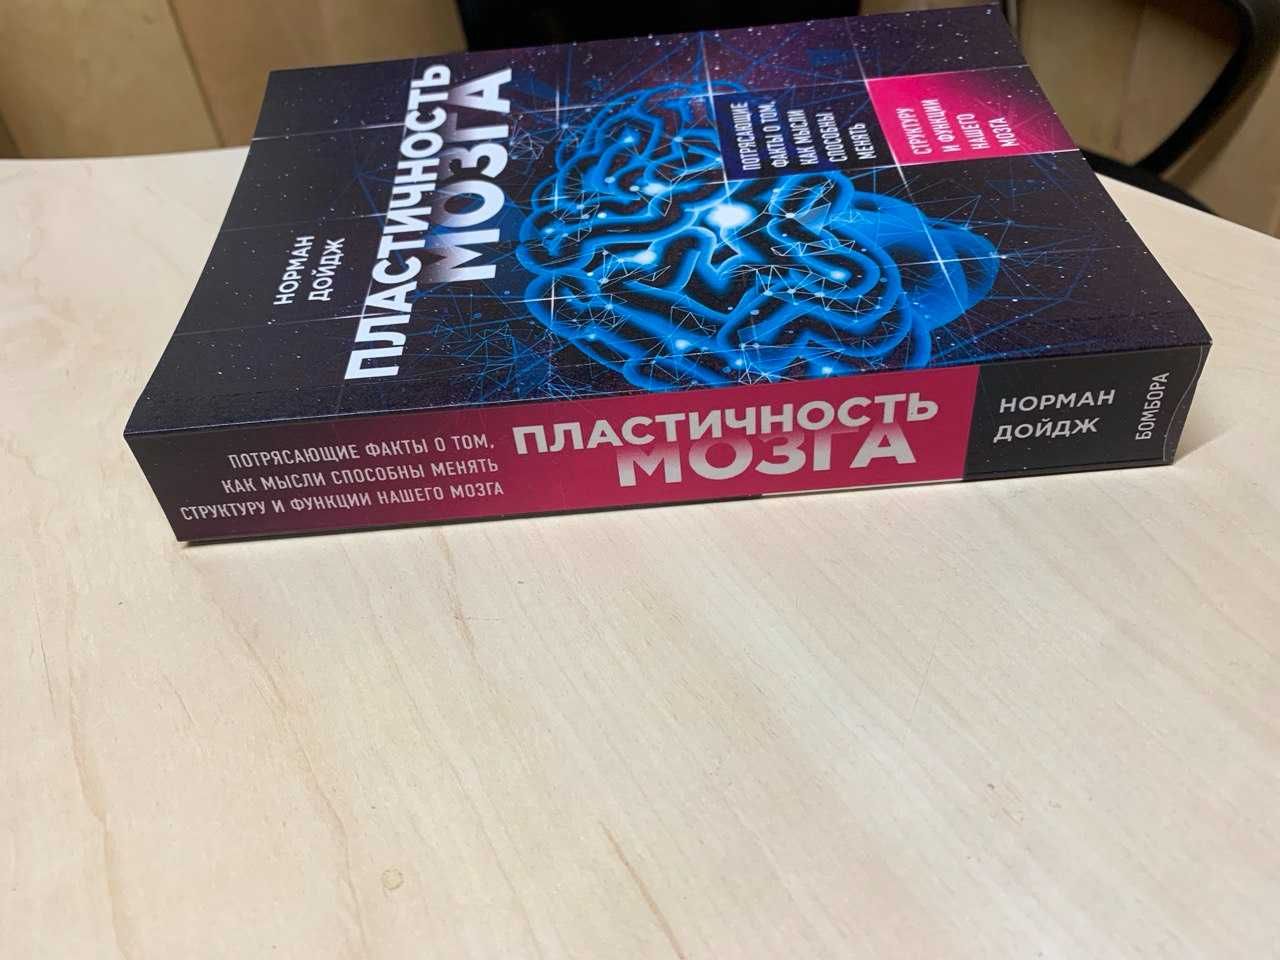 НОРМАН
ДОЙДЖ
ПЛАСТИЧНОСТЬ
МОЗГА
ПОТРЯСАЮЩИЕ
ФАКТЫ О ТОМ,
КАК МЫСЛИ
СПОСОБНЫ
МЕНЯТЬ
СТРУКТУРУ
И ФУНКЦИИ
НАШЕГО
МОЗГА
ПОТРЯСАЮЩИЕ ФАКТЫ О ТОМ,
КАК МЫСЛИ СПОСОБНЫ МЕНЯТЬ
СТРУКТУРУ И ФУНКЦИИ НАШЕГО МОЗГА
ПЛАСТИЧНОСТЬ
МОЗГА
НОРМАН
ДОЙДЖ
БОМБОРА